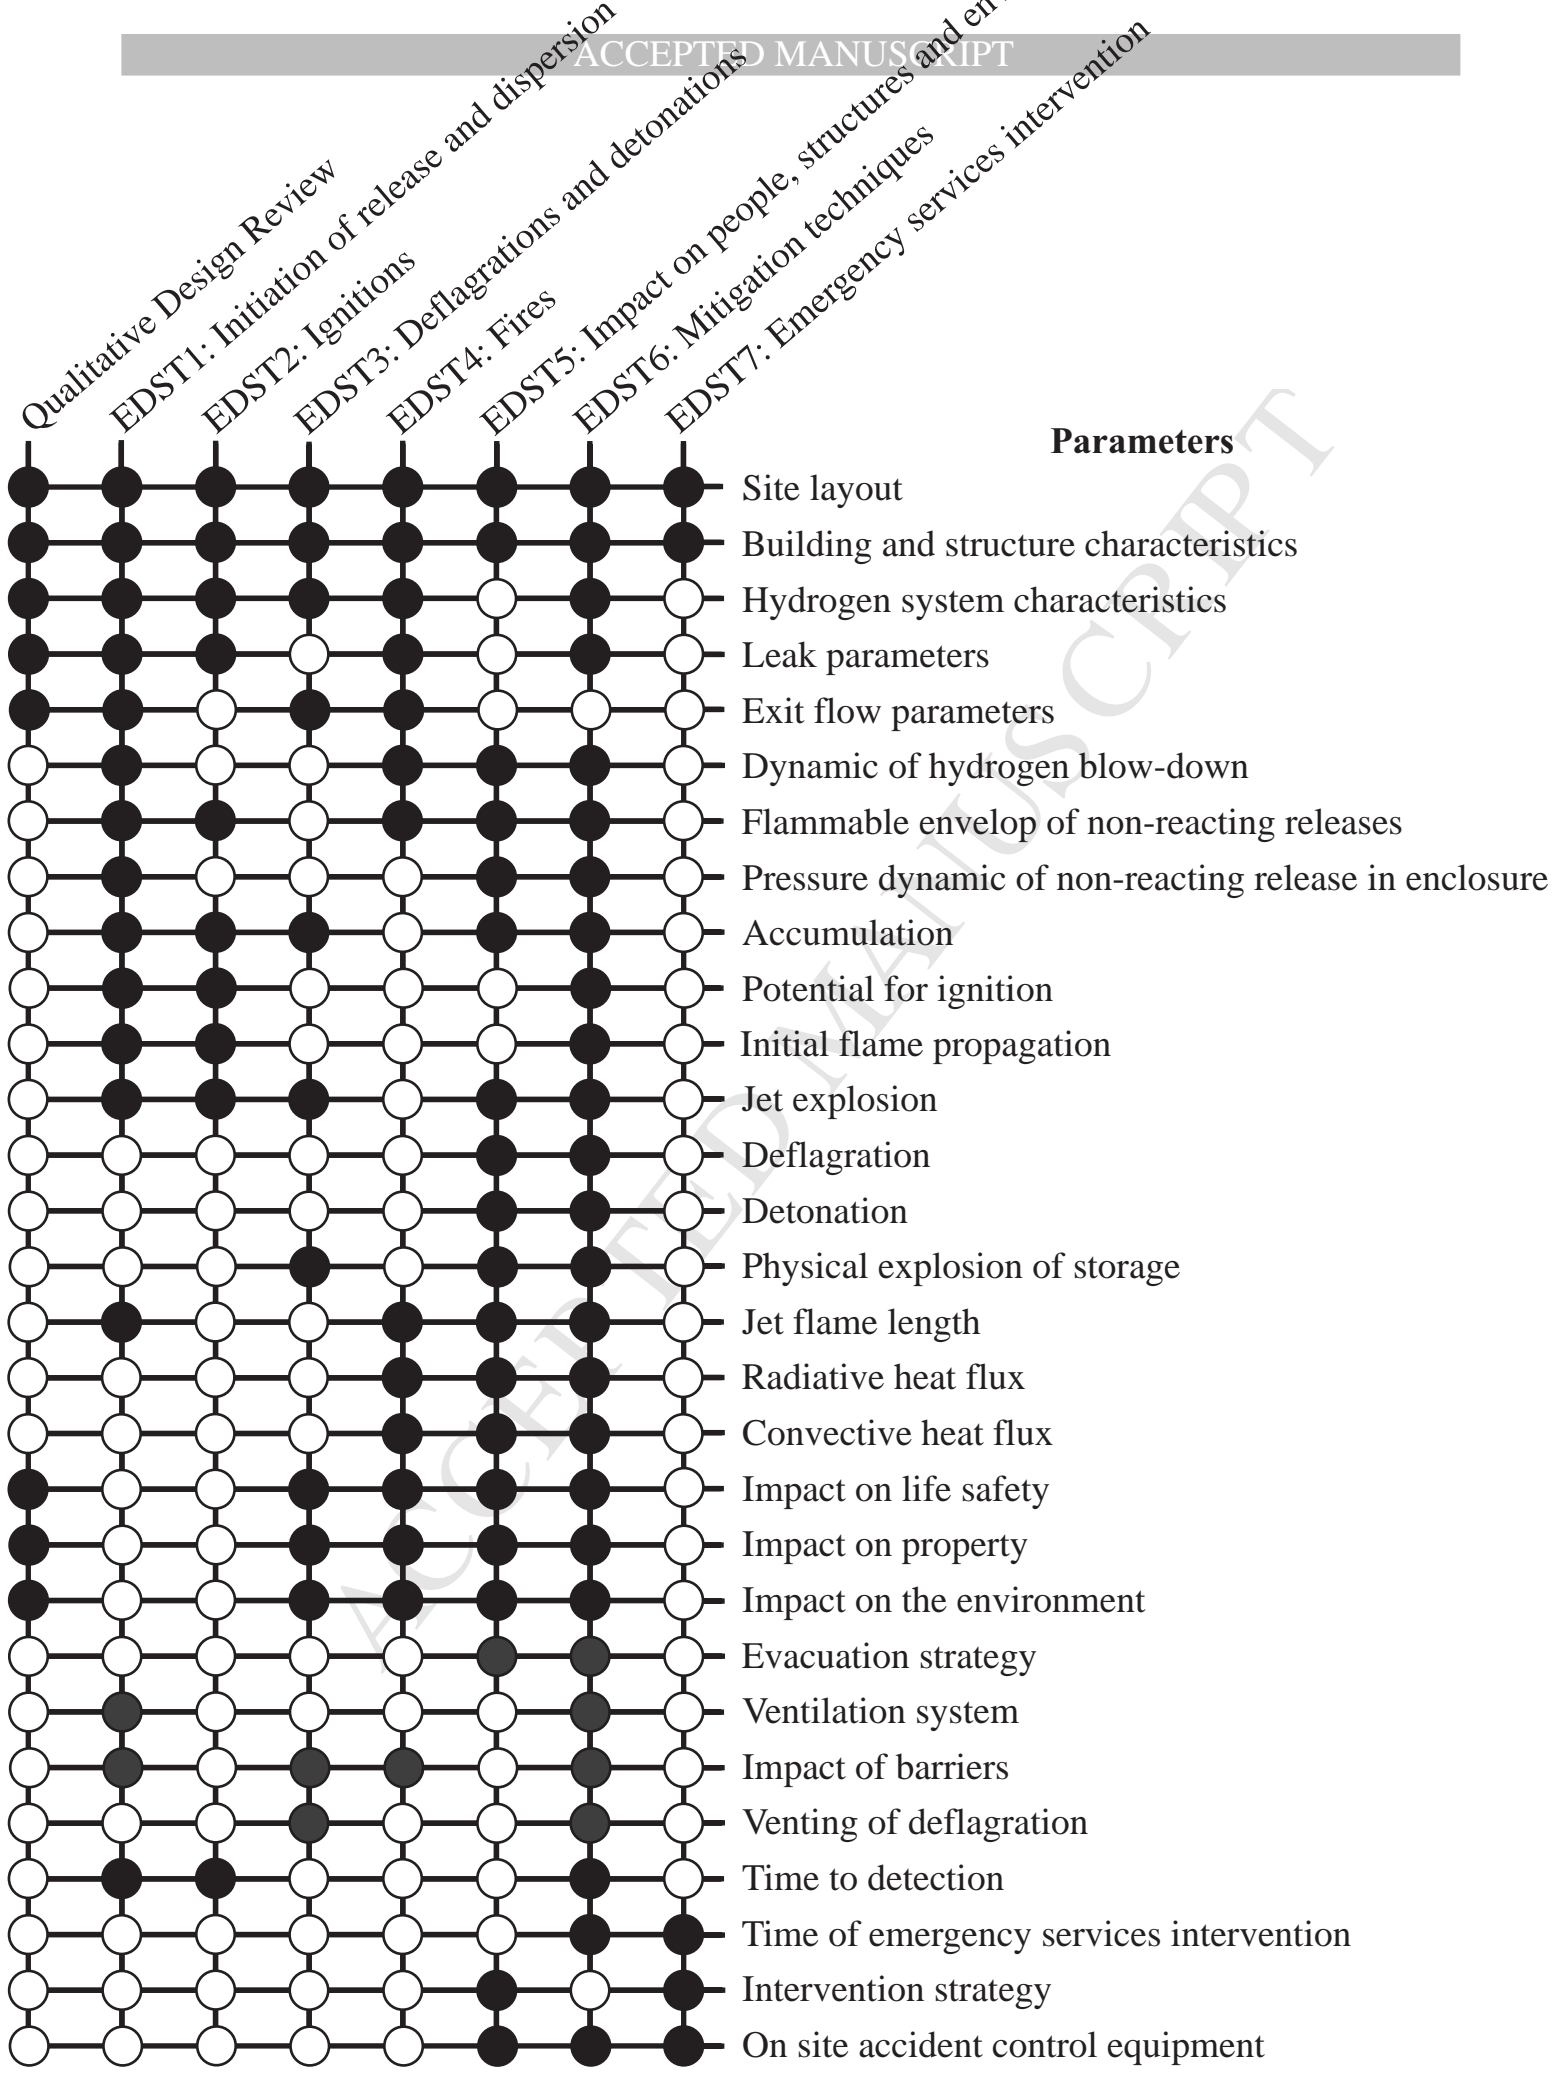 ACCEPTED MANUSCRIPT
Qualitative Design Review
EDST1: Initiation of release and dispersion
EDST2: Ignitions
EDST3: Deflagrations and detonations
EDST4: Fires
EDST5: Impact on people, structures and
EDST6: Mitigation techniques
EDST7: Emergency services intervention
Parameters
Site layout
Building and structure characteristics
Hydrogen system characteristics
Leak parameters
Exit flow parameters
Dynamic of hydrogen blow-down
Flammable envelop of non-reacting releases
Pressure dynamic of non-reacting release in enclosure
Accumulation
Potential for ignition
Initial flame propagation
Jet explosion
Deflagration
Detonation
Physical explosion of storage
Jet flame length
Radiative heat flux
Convective heat flux
Impact on life safety
Impact on property
Impact on the environment
Evacuation strategy
Ventilation system
Impact of barriers
Venting of deflagration
Time to detection
Time of emergency services intervention
Intervention strategy
On site accident control equipment
ACCEPTED MANUSCRIPT